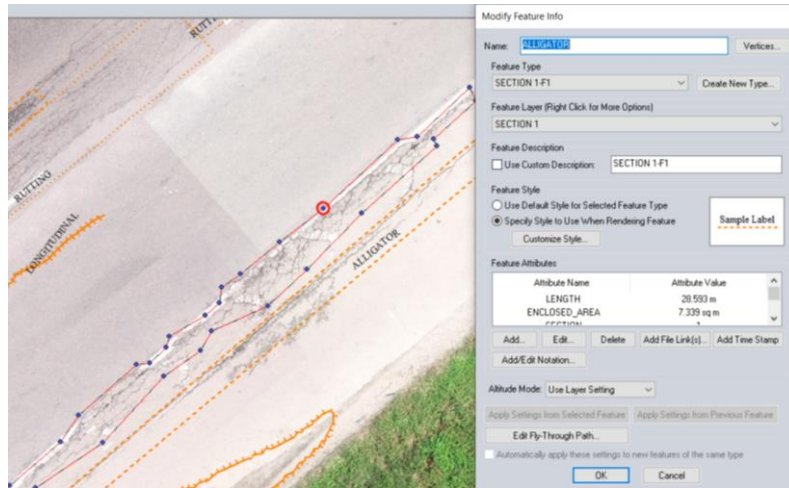 RUTTING
RUTTING
LONGITUDINAL
ALLIGATOR
Modify Feature Info
Name: ALLIGATOR Vertices...
Feature Type
SECTION 1-F1 Create New Type...
Feature Layer (Right Click for More Options)
SECTION 1
Feature Description
Use Custom Description: SECTION 1-F1
Feature Style
Use Default Style for Selected Feature Type
Specify Style to Use When Rendering Feature
Sample Label
Customize Style...
Feature Attributes
Attribute Name Attribute Value
LENGTH 28.593 m
ENCLOSED_AREA 7.339 sq m
SECTION 1
Add... Edit... Delete Add File Link(s)... Add Time Stamp
Add/Edit Notation...
Altitude Mode: Use Layer Setting
Apply Settings from Selected Feature Apply Settings from Previous Feature
Edit Fly-Through Path...
Automatically apply these settings to new features of the same type
OK Cancel